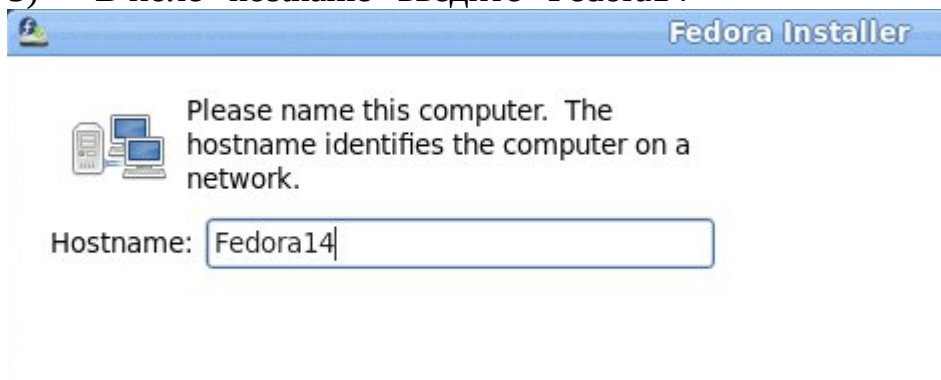 Fedora Installer
Please name this computer. The
hostname identifies the computer on a
network.
Hostname: Fedora14